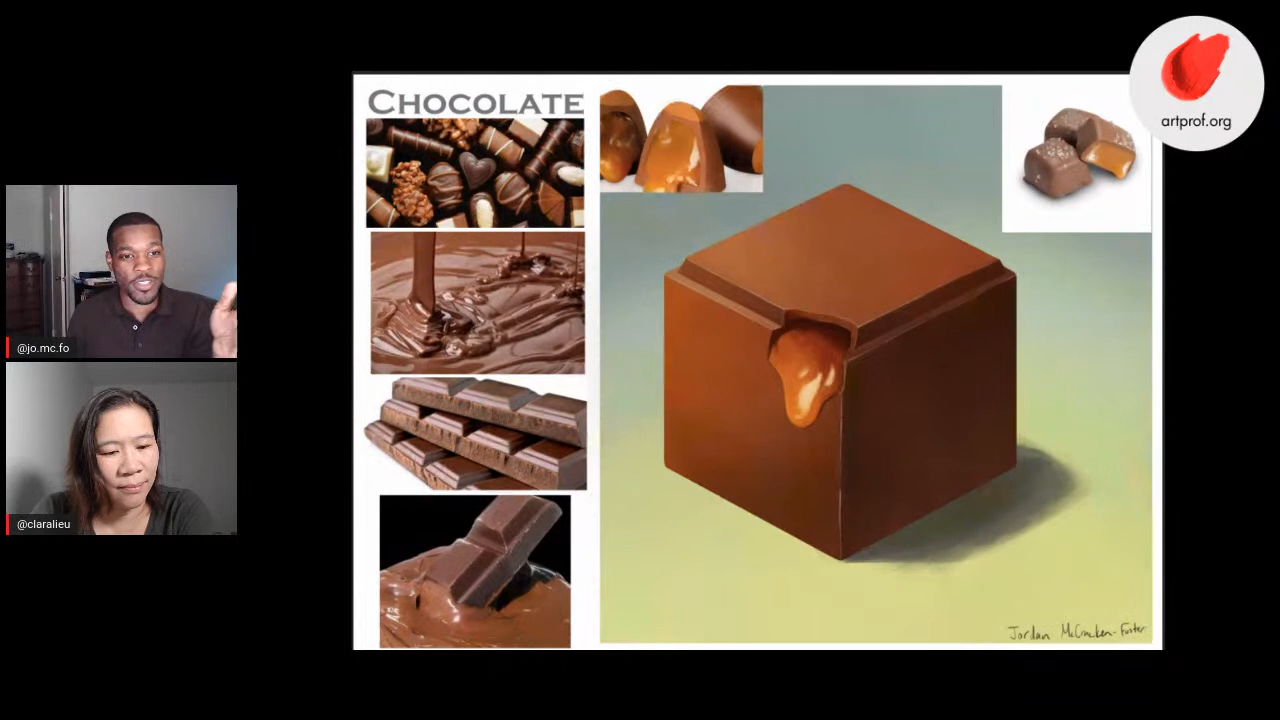 CHOCOLATE
artprof.org
@jo.mc.fo
@claralieu
Jordan McCracken-Foster